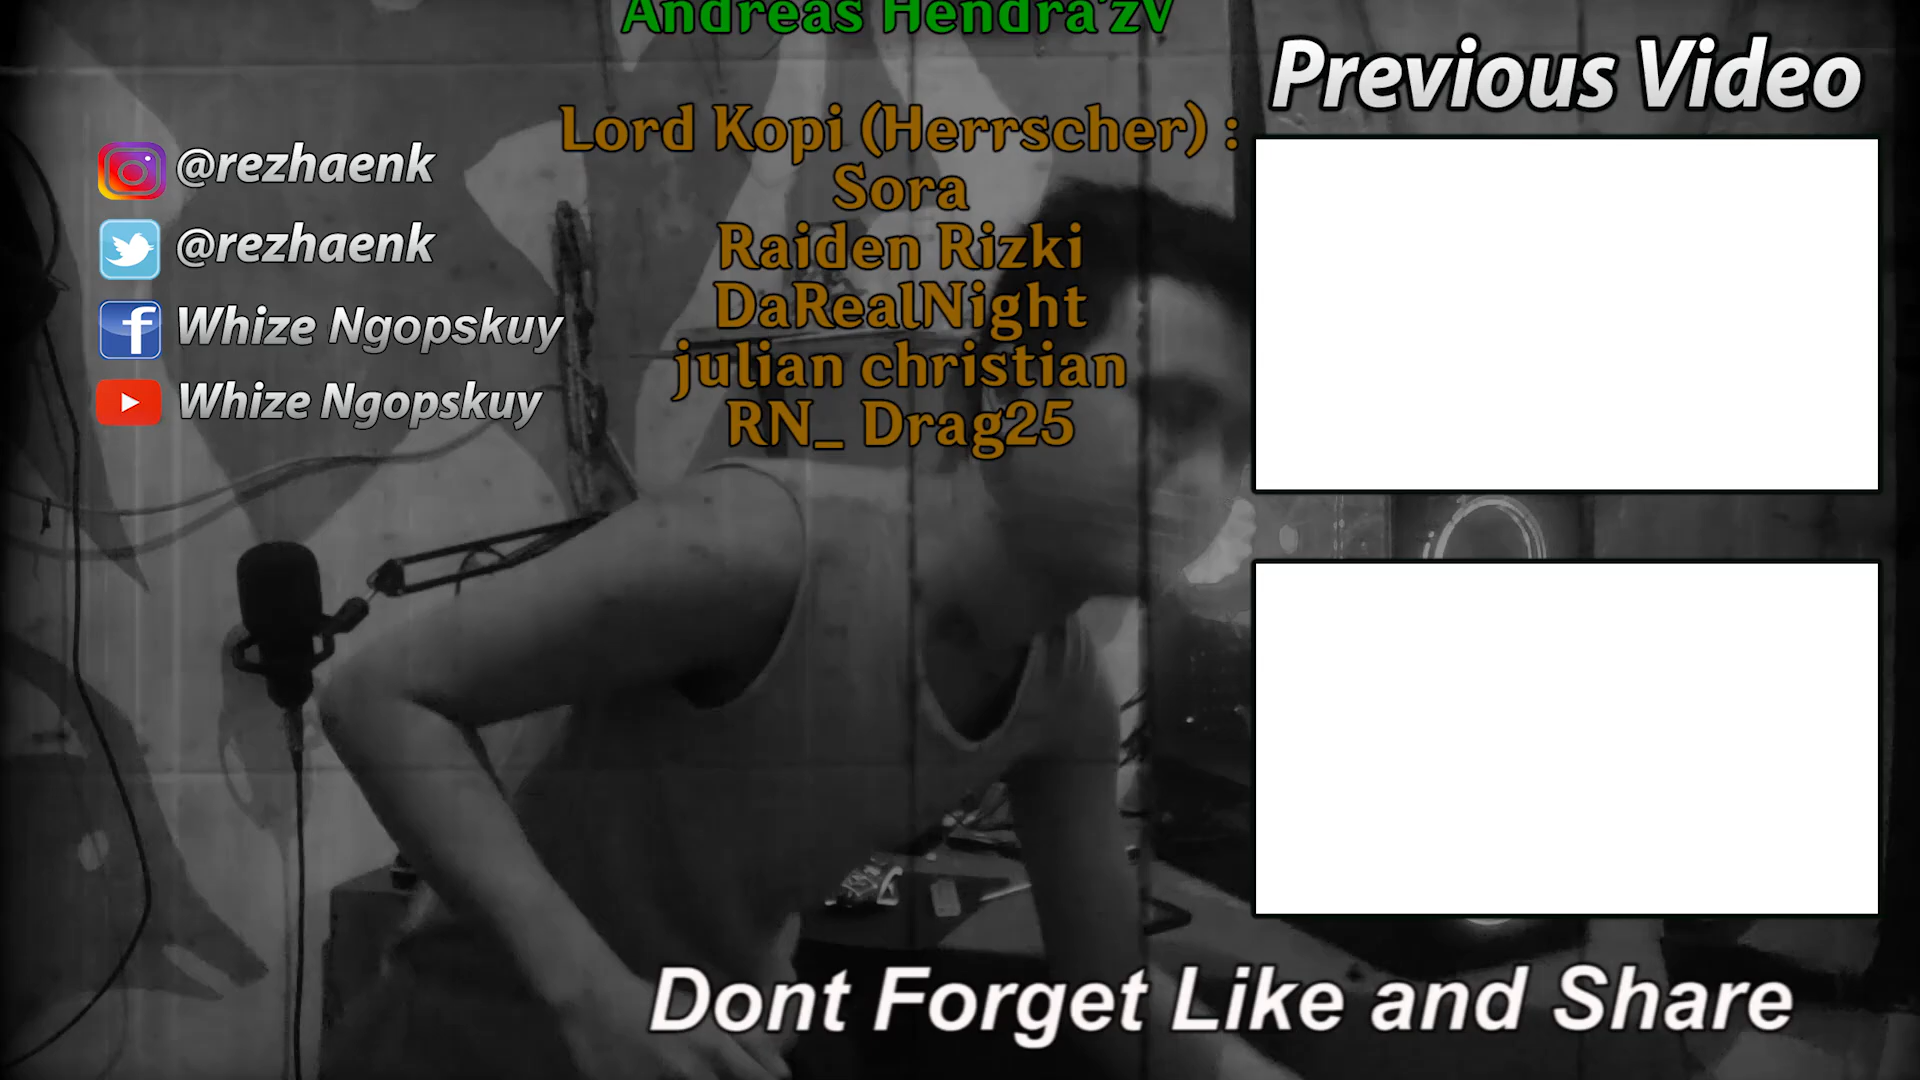 Andreas Hendra'zV
Previous Video
Lord Kopi (Herrscher) :
Sora
Raiden Rizki
DaRealNight
julian christian
RN_ Drag25
@rezhaenk
@rezhaenk
Whize Ngopskuy
Whize Ngopskuy
Dont Forget Like and Share